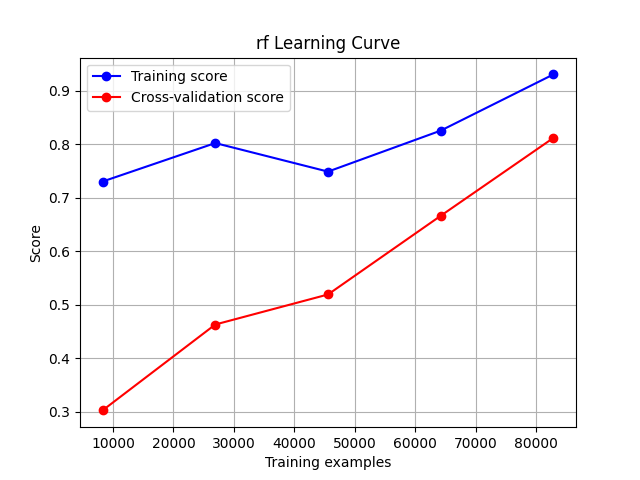 rf Learning Curve
Training score
Cross-validation score
0.9
0.8
0.7
0.6
0.5
0.4
0.3
Score
10000 20000 30000 40000 50000 60000 70000 80000
Training examples